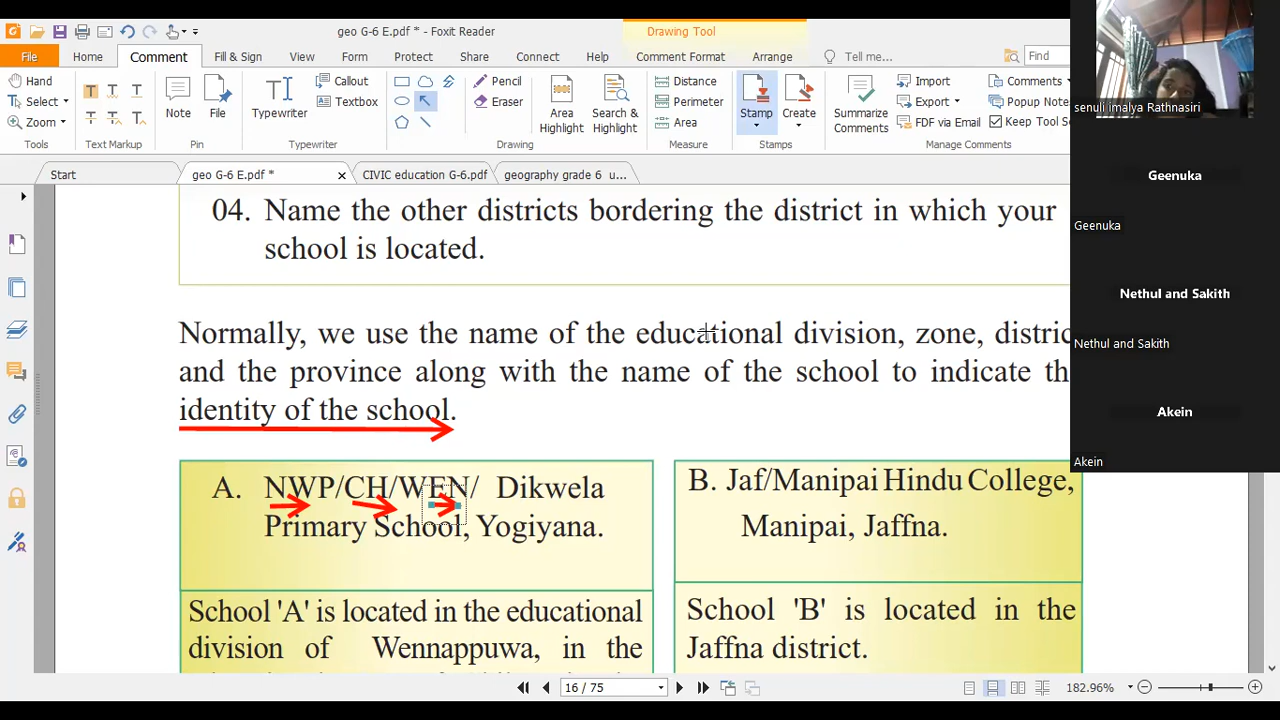 geo G-6 E.pdf * - Foxit Reader
Drawing Tool
File
Home
Comment
Fill & Sign
View
Form
Protect
Share
Connect
Help
Comment Format
Arrange
Tell me...
Find
Hand
Select
Zoom
Tools
Text Markup
Note
File
Pin
Typewriter
Callout
Textbox
Typewriter
Pencil
Eraser
Area Highlight
Search & Highlight
Drawing
Distance
Perimeter
Area
Measure
Stamp
Create
Stamps
Summarize Comments
Import
Export
FDF via Email
Comments
Popup Note
Keep Tool S
Manage Comments
Start
geo G-6 E.pdf *
CIVIC education G-6.pdf
geography grade 6 u...
04. Name the other districts bordering the district in which your
school is located.
Normally, we use the name of the educational division, zone, distric
and the province along with the name of the school to indicate th
identity of the school.
A. NWP/CH/WEN/ Dikwela
Primary School, Yogiyana.
B. Jaf/Manipai Hindu College,
Manipai, Jaffna.
School 'A' is located in the educational
division of Wennappuwa, in the
School 'B' is located in the
Jaffna district.
senuli imalya Rathnasiri
Geenuka
Geenuka
Nethul and Sakith
Nethul and Sakith
Akein
Akein
16 / 75
182.96%